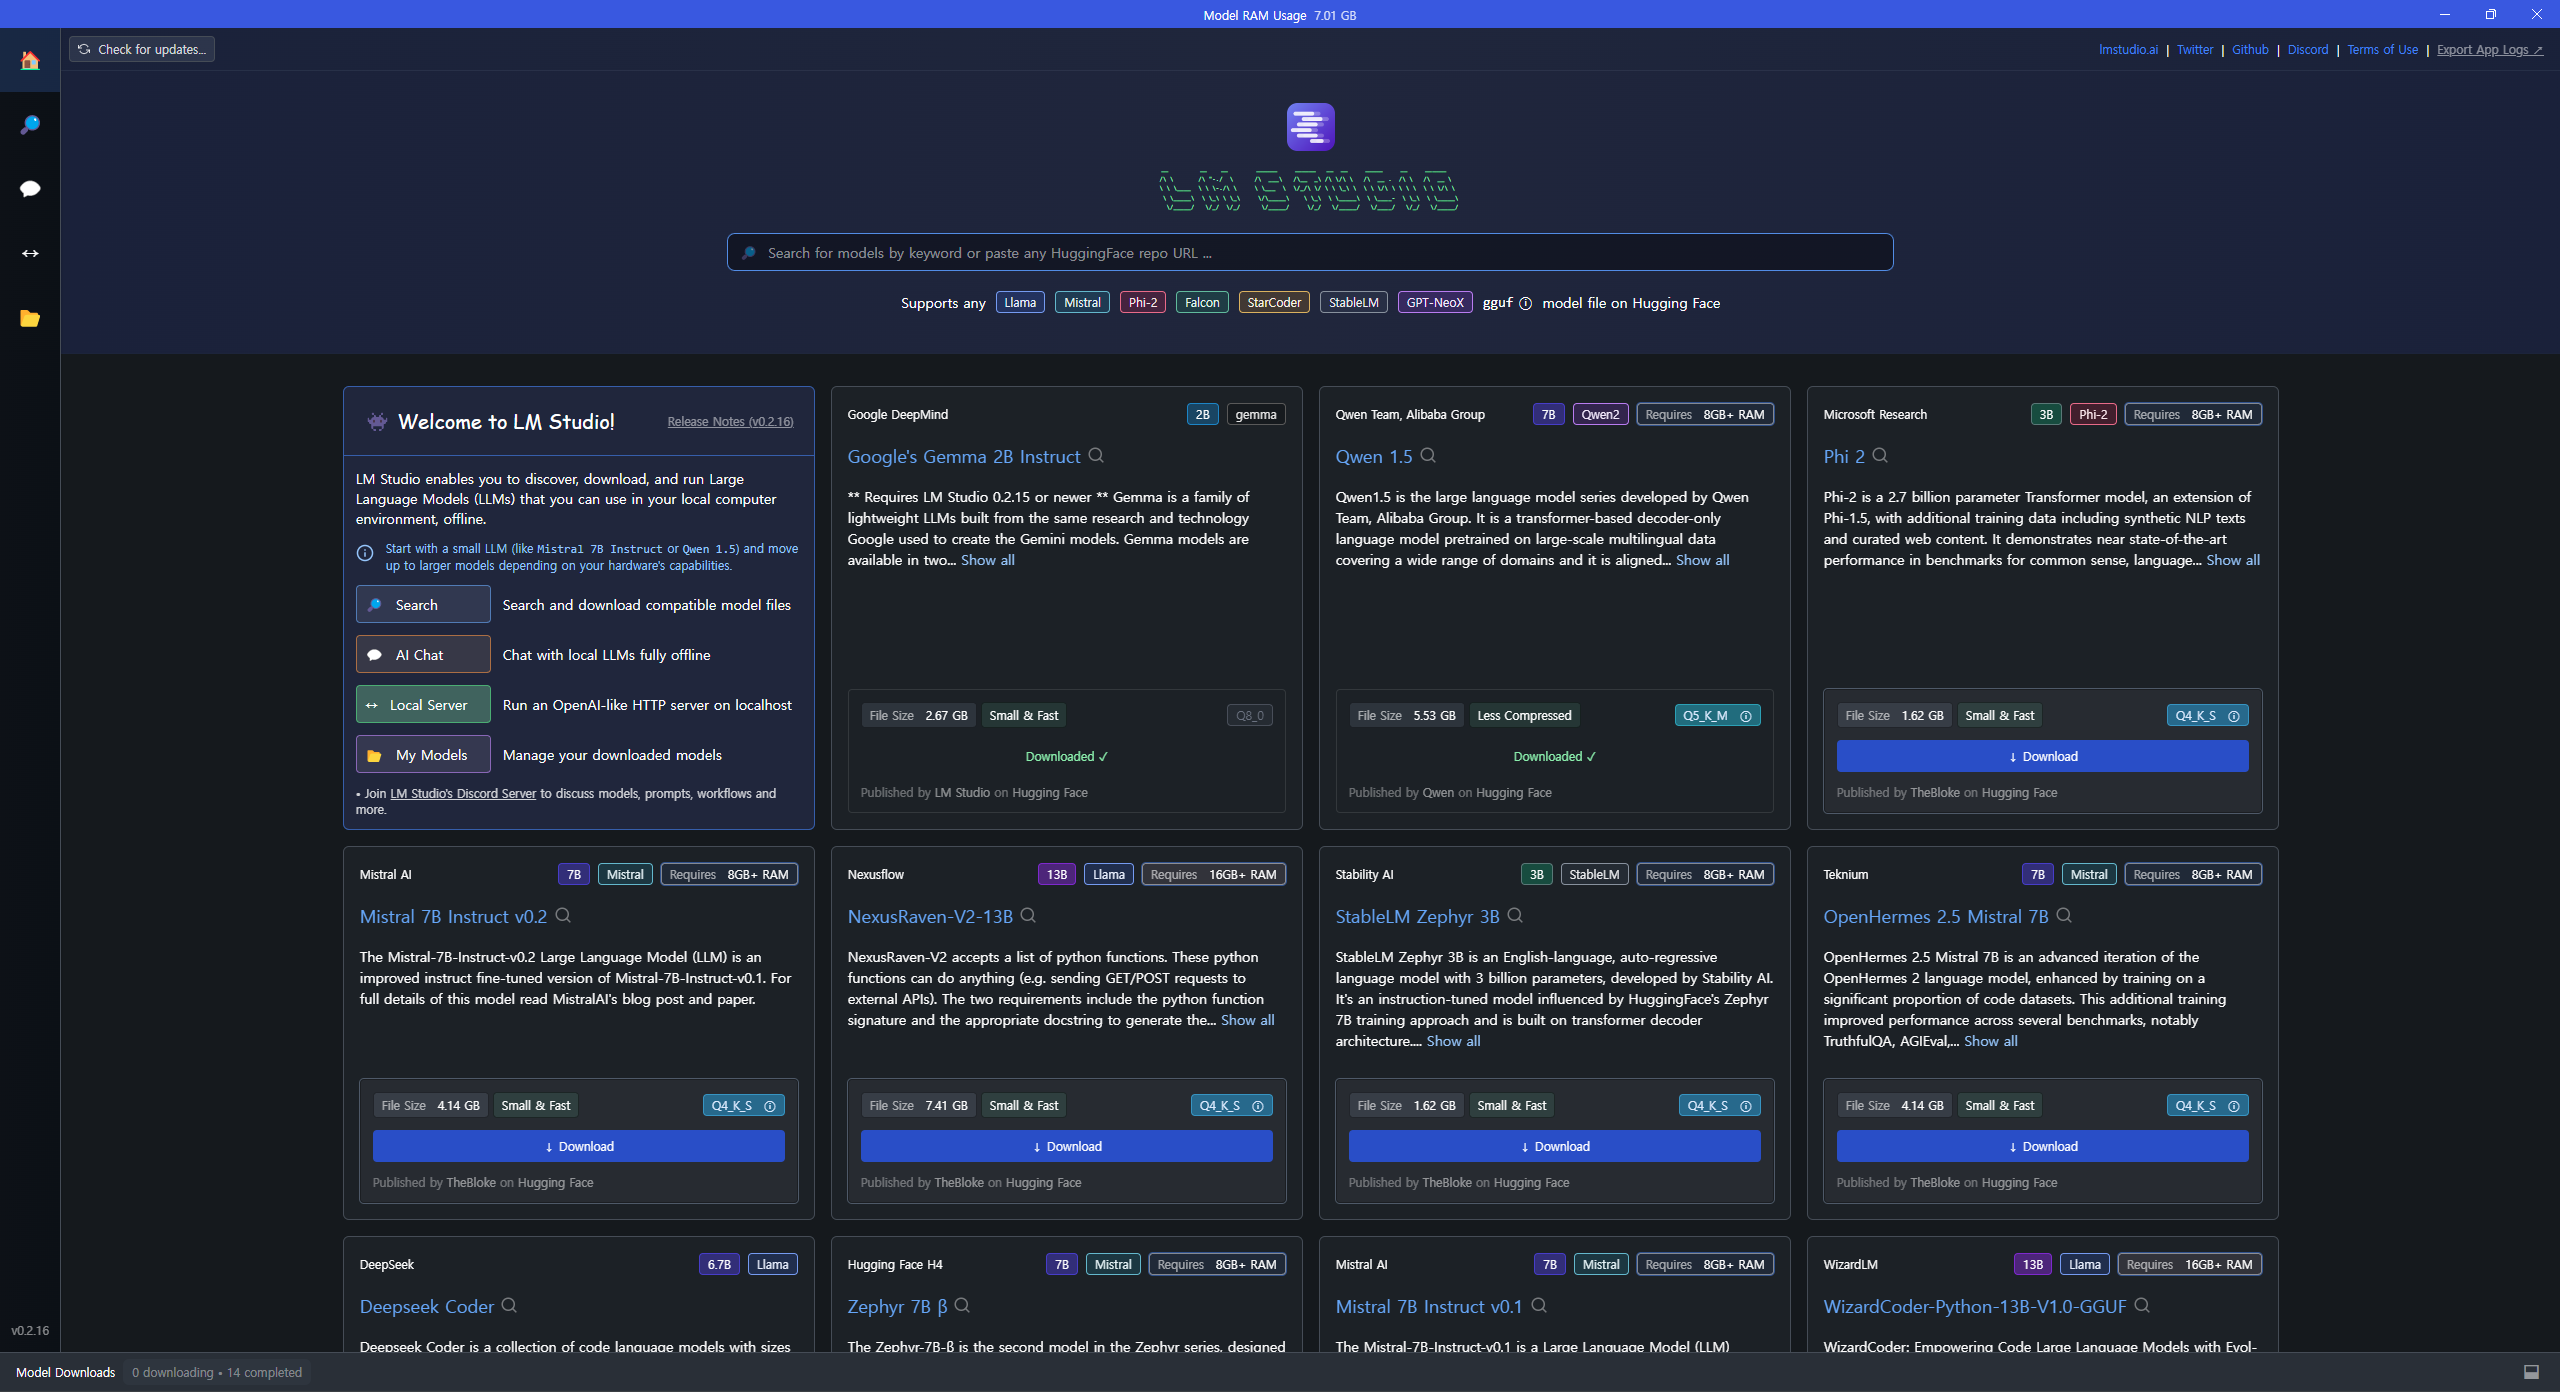 Model RAM Usage 7.01 GB
Check for updates...
lmstudio.ai | Twitter | Github | Discord | Terms of Use | Export App Logs ↗
LM STUDIO
Search for models by keyword or paste any HuggingFace repo URL ...
Supports any Llama Mistral Phi-2 Falcon StarCoder StableLM GPT-NeoX gguf model file on Hugging Face
Welcome to LM Studio!
Release Notes (v0.2.16)
LM Studio enables you to discover, download, and run Large
Language Models (LLMs) that you can use in your local computer
environment, offline.
Start with a small LLM (like Mistral 7B Instruct or Qwen 1.5) and move
up to larger models depending on your hardware's capabilities.
Search Search and download compatible model files
AI Chat Chat with local LLMs fully offline
↔ Local Server Run an OpenAI-like HTTP server on localhost
My Models Manage your downloaded models
• Join LM Studio's Discord Server to discuss models, prompts, workflows and
more.
Google DeepMind 2B gemma
Google's Gemma 2B Instruct
** Requires LM Studio 0.2.15 or newer ** Gemma is a family of
lightweight LLMs built from the same research and technology
Google used to create the Gemini models. Gemma models are
available in two... Show all
File Size 2.67 GB Small & Fast Q8_0
Downloaded ✓
Published by LM Studio on Hugging Face
Qwen Team, Alibaba Group 7B Qwen2 Requires 8GB+ RAM
Qwen 1.5
Qwen1.5 is the large language model series developed by Qwen
Team, Alibaba Group. It is a transformer-based decoder-only
language model pretrained on large-scale multilingual data
covering a wide range of domains and it is aligned... Show all
File Size 5.53 GB Less Compressed Q5_K_M
Downloaded ✓
Published by Qwen on Hugging Face
Microsoft Research 3B Phi-2 Requires 8GB+ RAM
Phi 2
Phi-2 is a 2.7 billion parameter Transformer model, an extension of
Phi-1.5, with additional training data including synthetic NLP texts
and curated web content. It demonstrates near state-of-the-art
performance in benchmarks for common sense, language... Show all
File Size 1.62 GB Small & Fast Q4_K_S
↓ Download
Published by TheBloke on Hugging Face
Mistral AI 7B Mistral Requires 8GB+ RAM
Mistral 7B Instruct v0.2
The Mistral-7B-Instruct-v0.2 Large Language Model (LLM) is an
improved instruct fine-tuned version of Mistral-7B-Instruct-v0.1. For
full details of this model read MistralAI's blog post and paper.
File Size 4.14 GB Small & Fast Q4_K_S
↓ Download
Published by TheBloke on Hugging Face
Nexusflow 13B Llama Requires 16GB+ RAM
NexusRaven-V2-13B
NexusRaven-V2 accepts a list of python functions. These python
functions can do anything (e.g. sending GET/POST requests to
external APIs). The two requirements include the python function
signature and the appropriate docstring to generate the... Show all
File Size 7.41 GB Small & Fast Q4_K_S
↓ Download
Published by TheBloke on Hugging Face
Stability AI 3B StableLM Requires 8GB+ RAM
StableLM Zephyr 3B
StableLM Zephyr 3B is an English-language, auto-regressive
language model with 3 billion parameters, developed by Stability AI.
It's an instruction-tuned model influenced by HuggingFace's Zephyr
7B training approach and is built on transformer decoder
architecture.... Show all
File Size 1.62 GB Small & Fast Q4_K_S
↓ Download
Published by TheBloke on Hugging Face
Teknium 7B Mistral Requires 8GB+ RAM
OpenHermes 2.5 Mistral 7B
OpenHermes 2.5 Mistral 7B is an advanced iteration of the
OpenHermes 2 language model, enhanced by training on a
significant proportion of code datasets. This additional training
improved performance across several benchmarks, notably
TruthfulQA, AGIEval,... Show all
File Size 4.14 GB Small & Fast Q4_K_S
↓ Download
Published by TheBloke on Hugging Face
DeepSeek 6.7B Llama
Deepseek Coder
Deepseek Coder is a collection of code language models with sizes
Hugging Face H4 7B Mistral Requires 8GB+ RAM
Zephyr 7B β
The Zephyr-7B-β is the second model in the Zephyr series, designed
Mistral AI 7B Mistral Requires 8GB+ RAM
Mistral 7B Instruct v0.1
The Mistral-7B-Instruct-v0.1 is a Large Language Model (LLM)
WizardLM 13B Llama Requires 16GB+ RAM
WizardCoder-Python-13B-V1.0-GGUF
WizardCoder: Empowering Code Large Language Models with Evol-
v0.2.16
Model Downloads 0 downloading • 14 completed